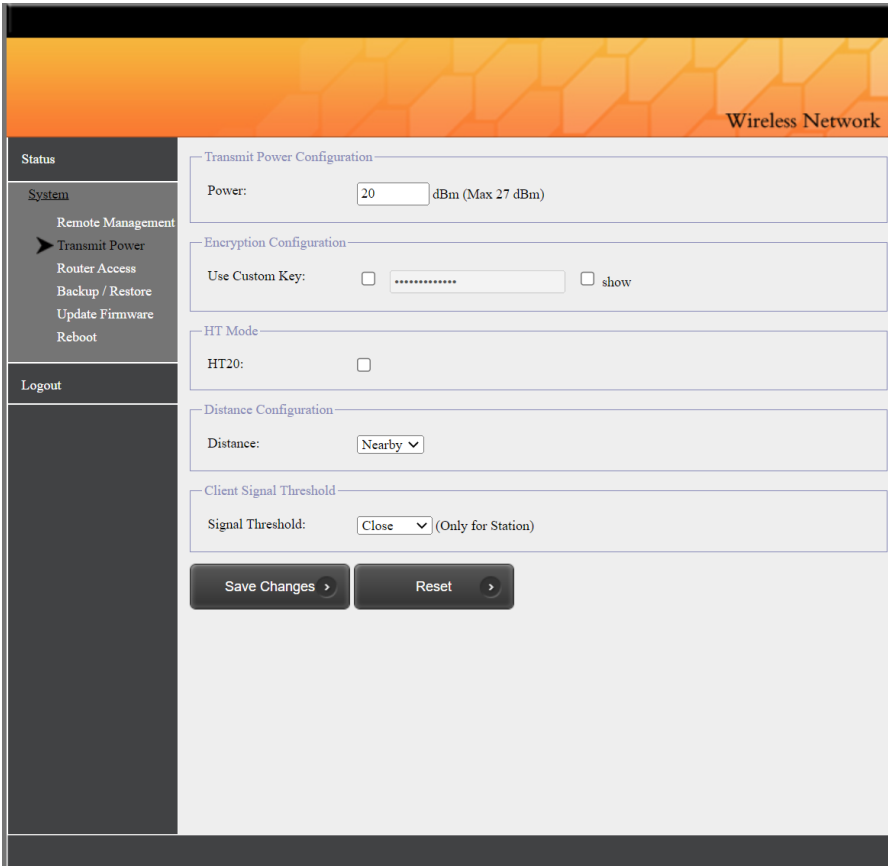 Wireless Network
Status
System
Remote Management
Transmit Power
Router Access
Backup / Restore
Update Firmware
Reboot
Logout
Transmit Power Configuration
Power: 20 dBm (Max 27 dBm)
Encryption Configuration
Use Custom Key: ••••••••••••• show
HT Mode
HT20:
Distance Configuration
Distance: Nearby
Client Signal Threshold
Signal Threshold: Close (Only for Station)
Save Changes Reset